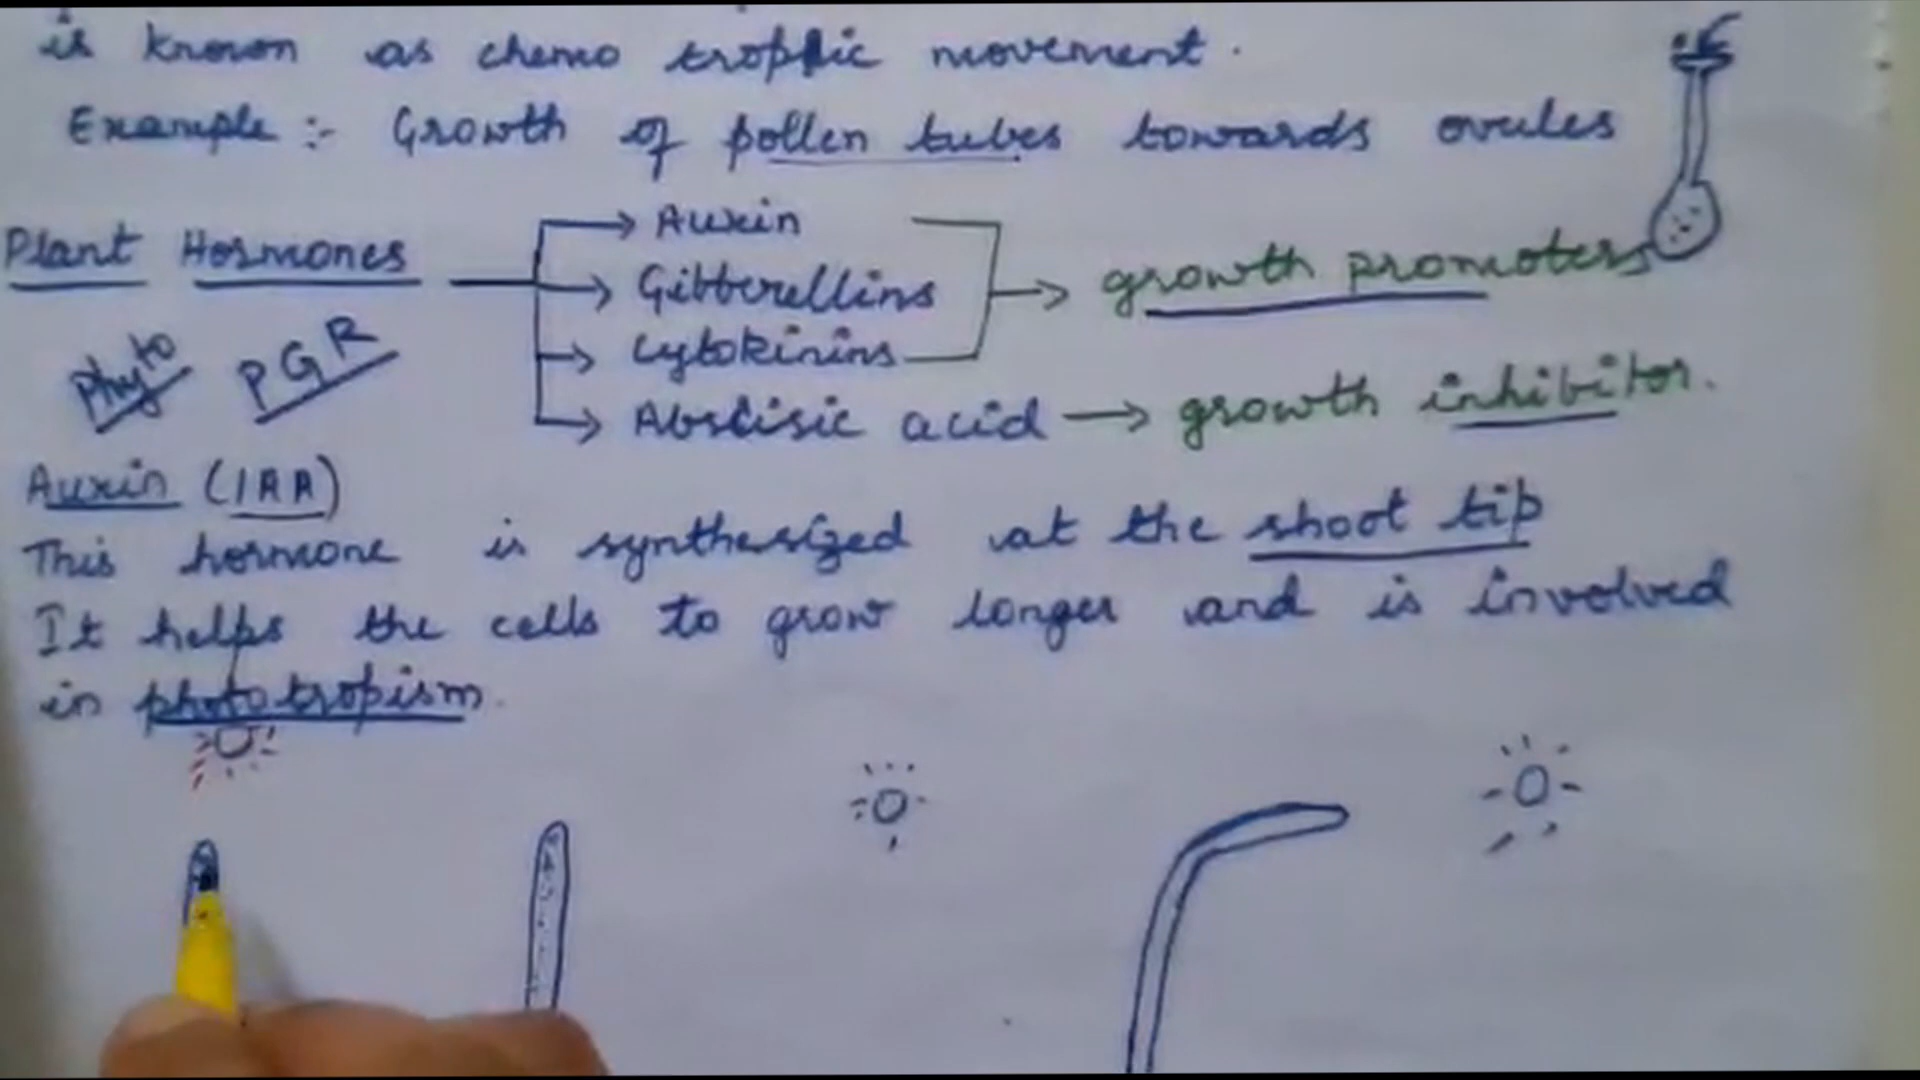 is known as chemo trophic movement.
Example :- Growth of pollen tubes towards ovules
Plant Hormones
Auxin
Gibberellins
Cytokinins
growth promoters
Abscisic acid → growth inhibitor.
Phyto PGR
Auxin (IAA)
This hormone is synthesized at the shoot tip
It helps the cells to grow longer and is involved
in phototropism.